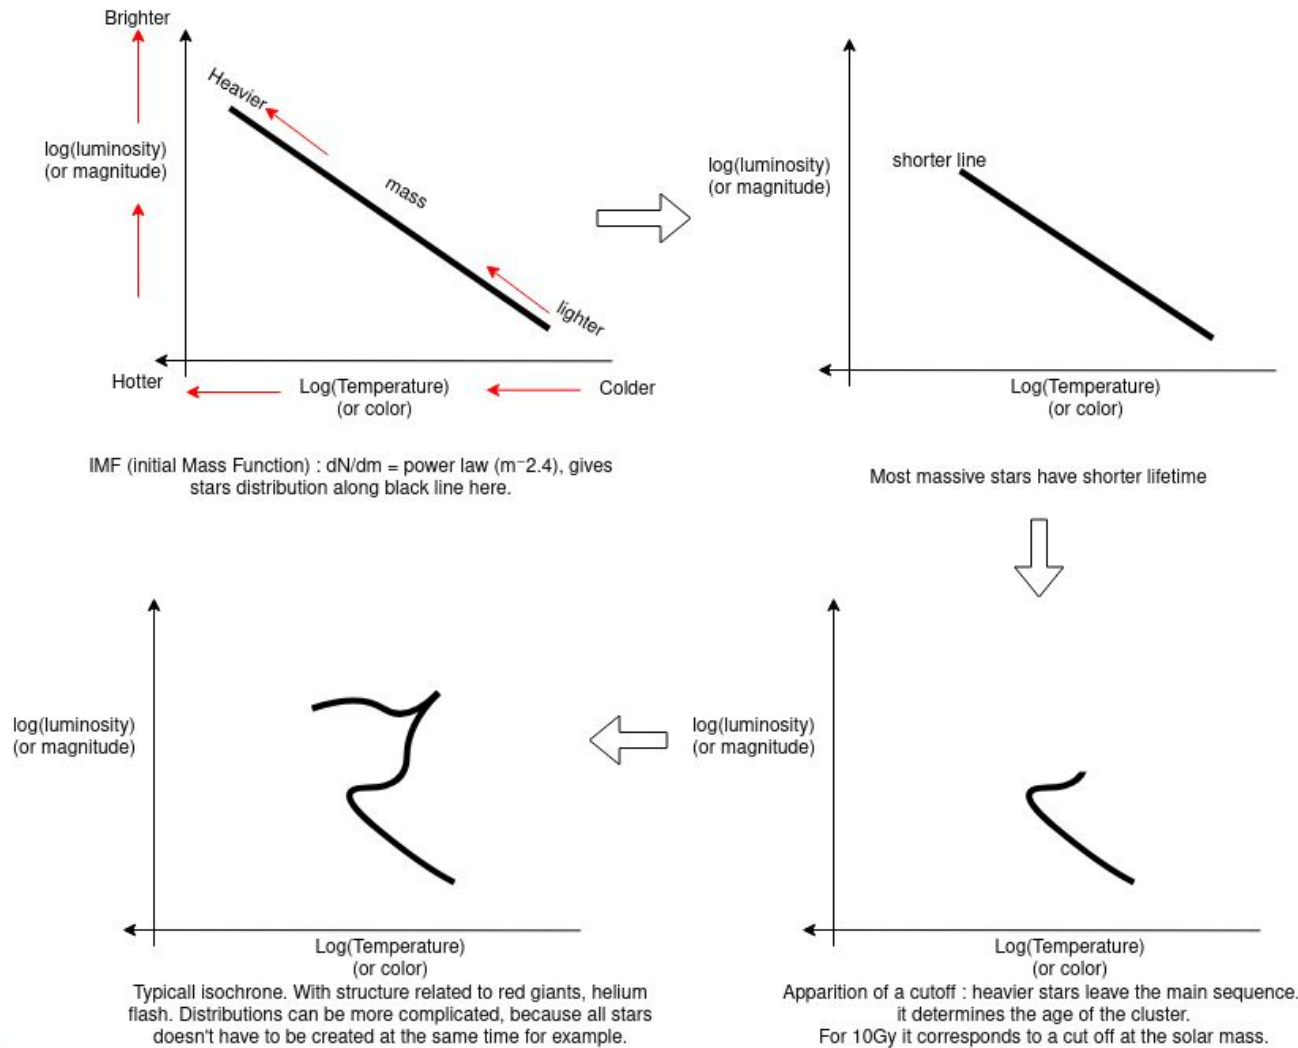 Brighter
log(luminosity)
(or magnitude)
Heavier
mass
lighter
Hotter
Log(Temperature)
(or color)
Colder
IMF (initial Mass Function) : dN/dm = power law (m⁻2.4), gives
stars distribution along black line here.
log(luminosity)
(or magnitude)
shorter line
Log(Temperature)
(or color)
Most massive stars have shorter lifetime
log(luminosity)
(or magnitude)
Log(Temperature)
(or color)
Typicall isochrone. With structure related to red giants, helium
flash. Distributions can be more complicated, because all stars
doesn't have to be created at the same time for example.
log(luminosity)
(or magnitude)
Log(Temperature)
(or color)
Apparition of a cutoff : heavier stars leave the main sequence.
it determines the age of the cluster.
For 10Gy it corresponds to a cut off at the solar mass.